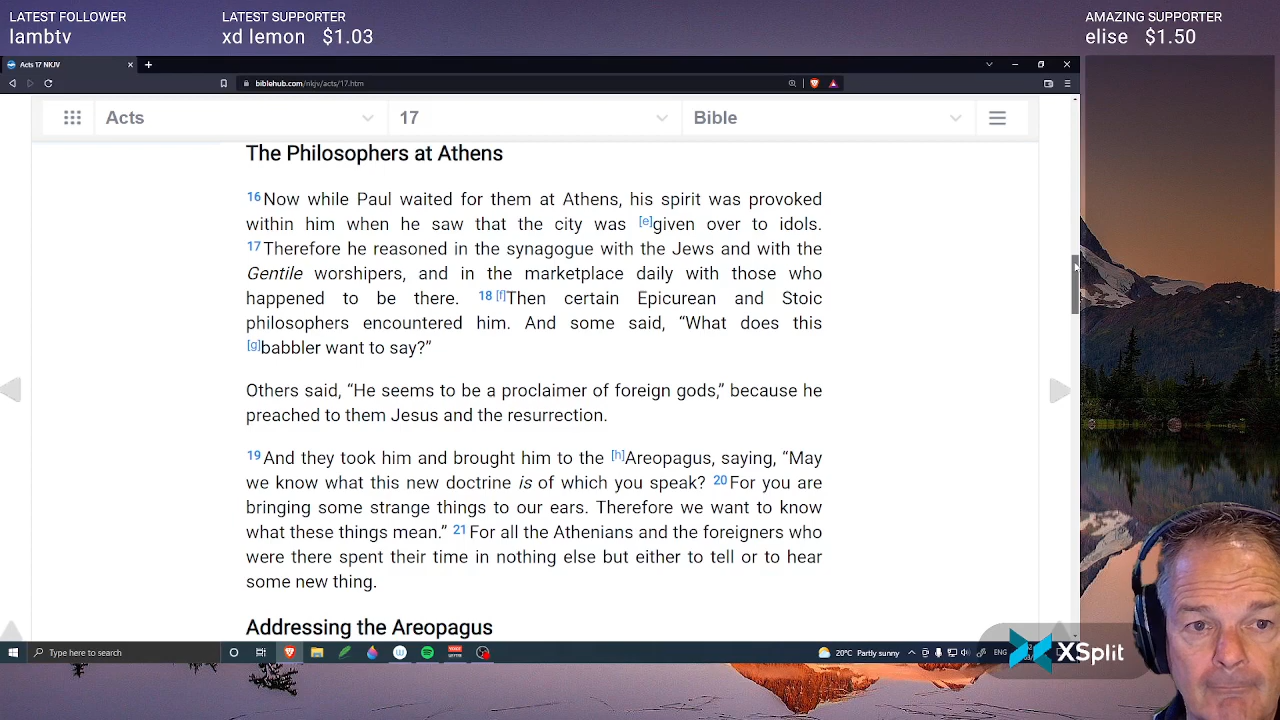 LATEST FOLLOWER
lambtv
LATEST SUPPORTER
xd lemon $1.03
AMAZING SUPPORTER
elise $1.50
Acts 17 NKJV
biblehub.com/nkjv/acts/17.htm
Acts
17
Bible
The Philosophers at Athens
16 Now while Paul waited for them at Athens, his spirit was provoked
within him when he saw that the city was [e]given over to idols.
17 Therefore he reasoned in the synagogue with the Jews and with the
Gentile worshipers, and in the marketplace daily with those who
happened to be there. 18 [f]Then certain Epicurean and Stoic
philosophers encountered him. And some said, “What does this
[g]babbler want to say?”
Others said, “He seems to be a proclaimer of foreign gods,” because he
preached to them Jesus and the resurrection.
19 And they took him and brought him to the [h]Areopagus, saying, “May
we know what this new doctrine is of which you speak? 20 For you are
bringing some strange things to our ears. Therefore we want to know
what these things mean.” 21 For all the Athenians and the foreigners who
were there spent their time in nothing else but either to tell or to hear
some new thing.
Addressing the Areopagus
Type here to search
20°C Partly sunny
ENG
XSplit